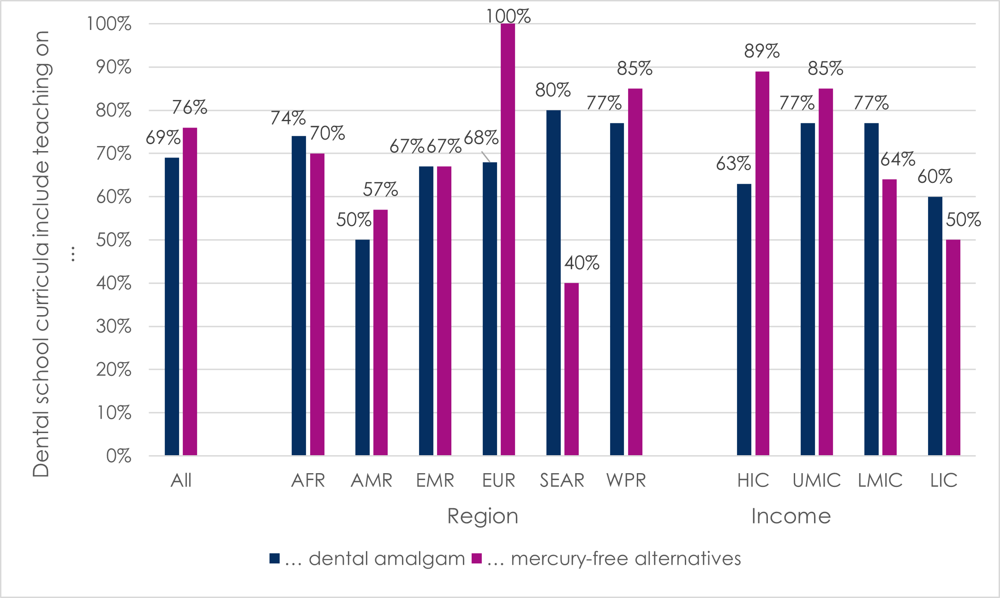 Dental school curricula include teaching on
...
100%
90%
80%
70%
60%
50%
40%
30%
20%
10%
0%
69%
76%
74%
70%
50%
57%
67%
67%
68%
100%
80%
40%
77%
85%
63%
89%
77%
85%
77%
64%
60%
50%
All
AFR
AMR
EMR
EUR
SEAR
WPR
HIC
UMIC
LMIC
LIC
Region
Income
... dental amalgam
... mercury-free alternatives